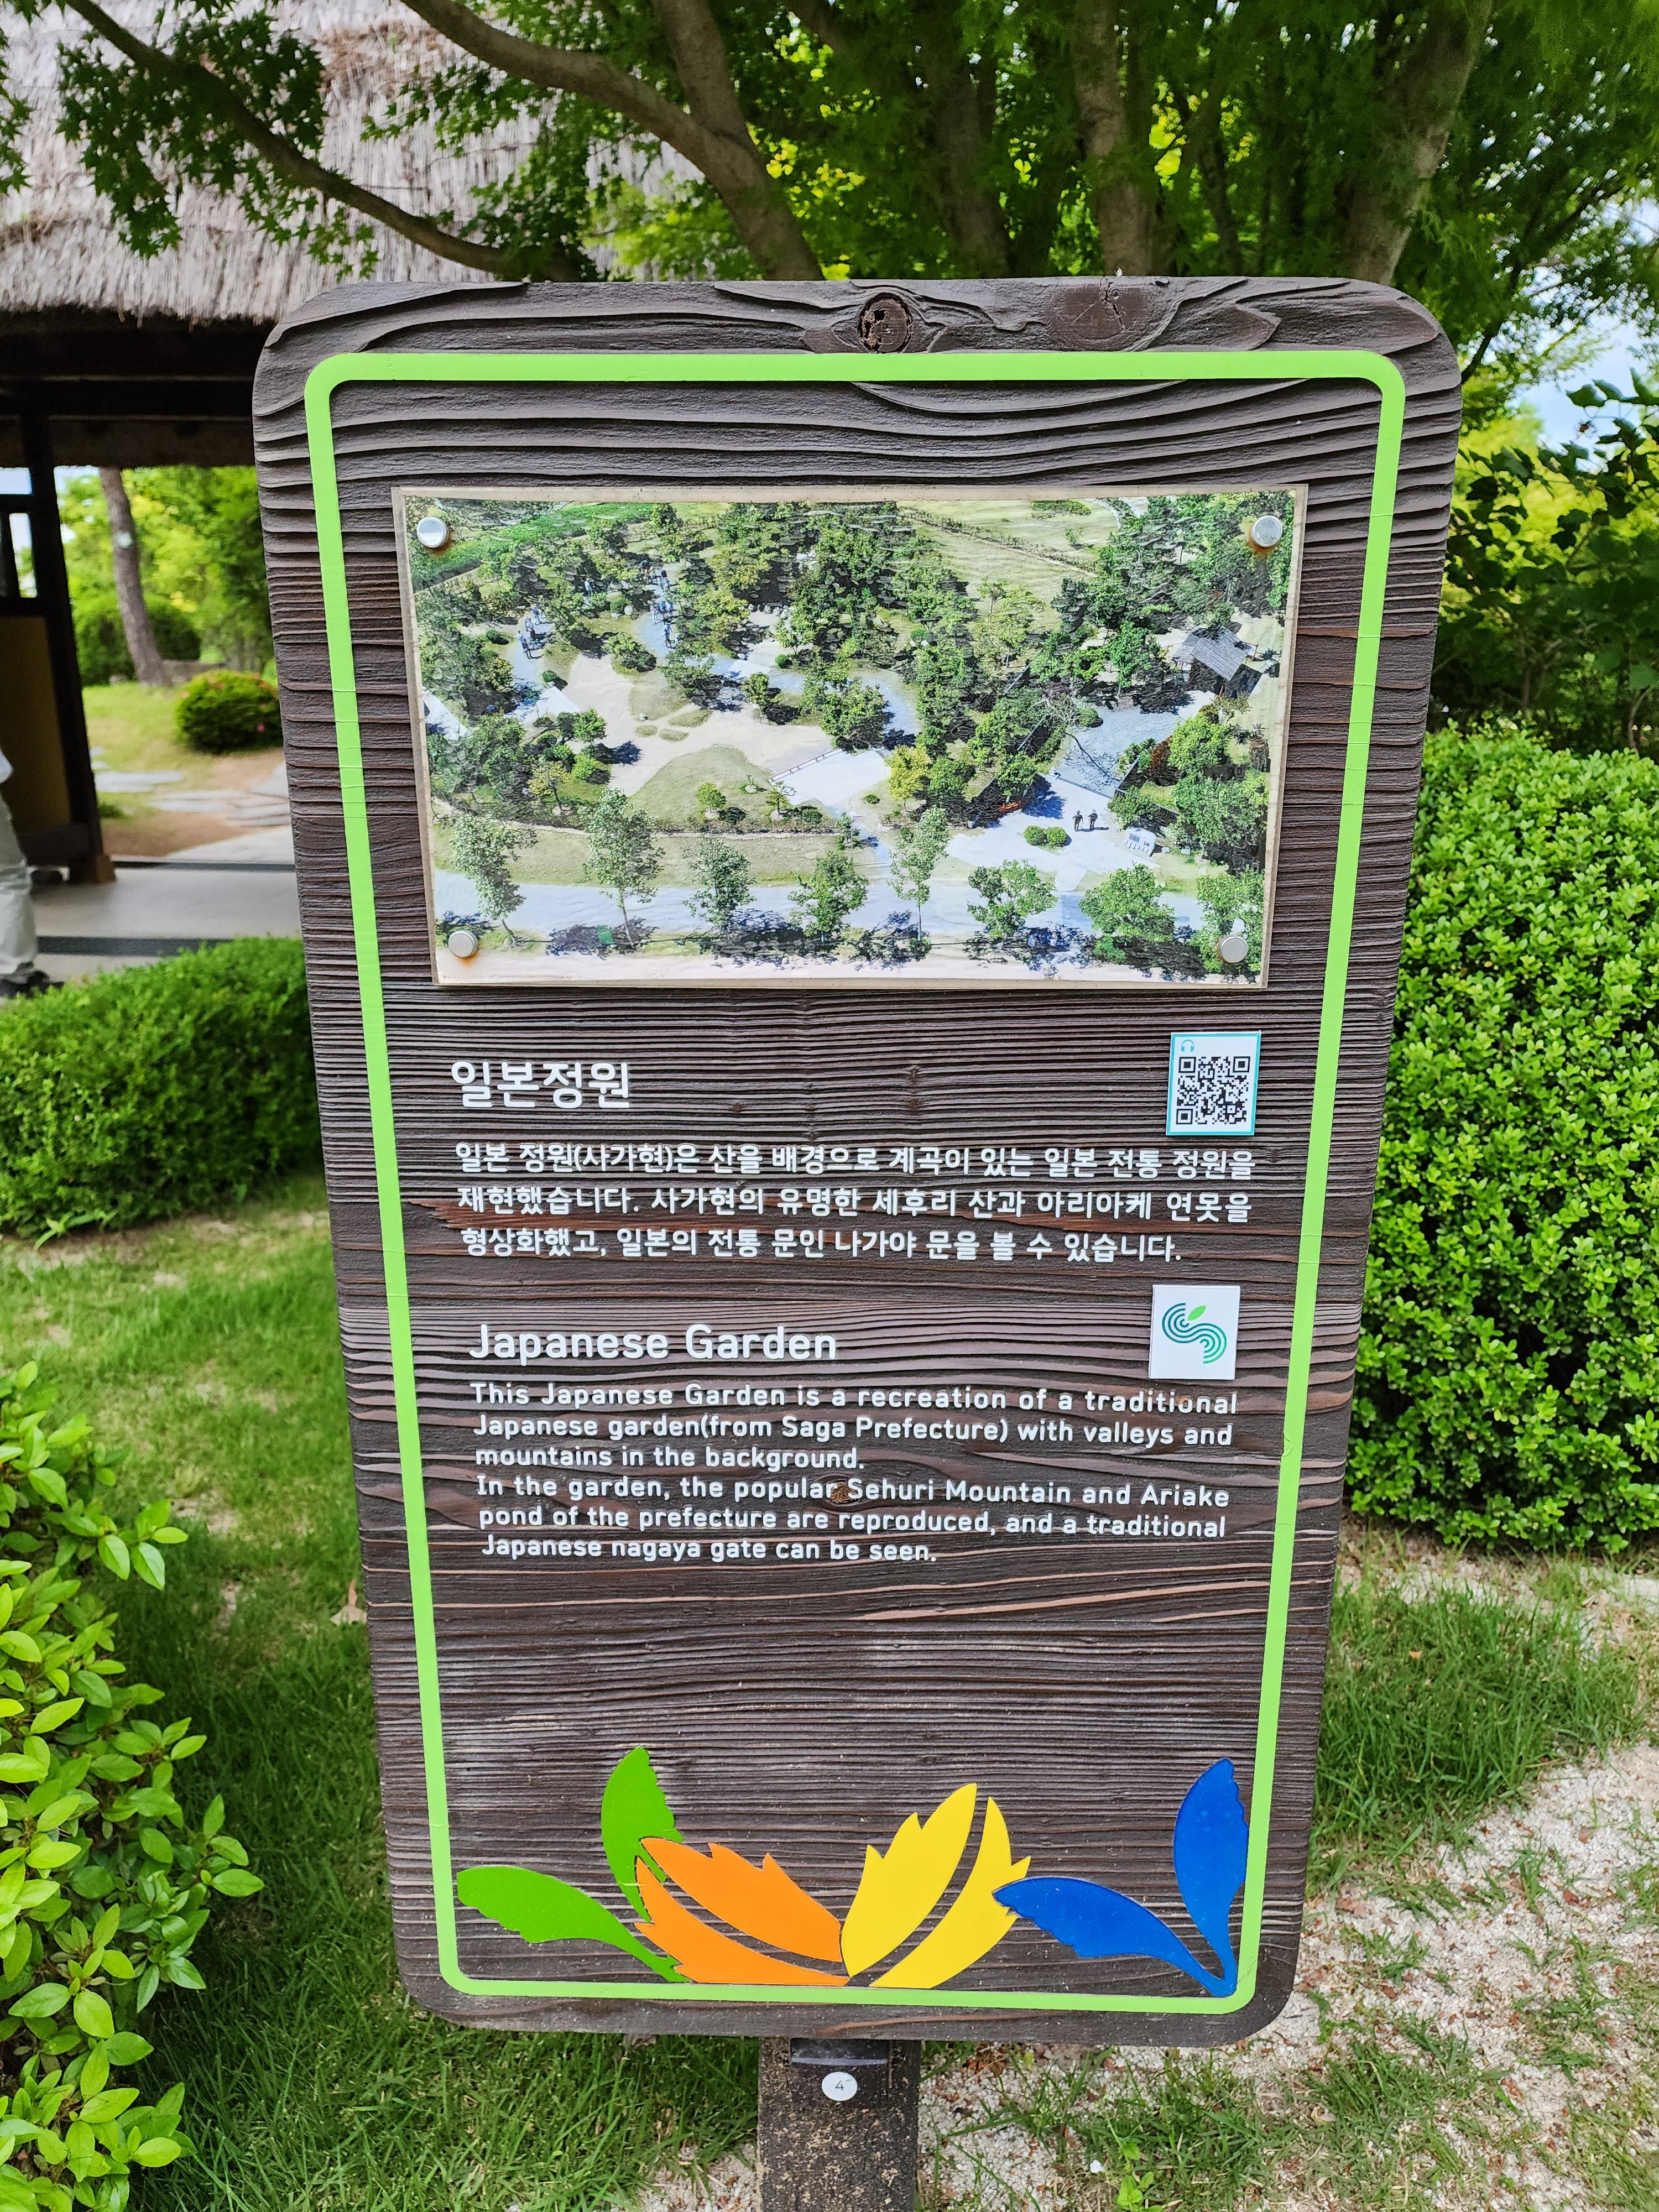 일본정원
일본 정원(사가현)은 산을 배경으로 계곡이 있는 일본 전통 정원을
재현했습니다. 사가현의 유명한 세후리 산과 아리아케 연못을
형상화했고, 일본의 전통 문인 나가야 문을 볼 수 있습니다.
Japanese Garden
This Japanese Garden is a recreation of a traditional
Japanese garden(from Saga Prefecture) with valleys and
mountains in the background.
In the garden, the popular Sehuri Mountain and Ariake
pond of the prefecture are reproduced, and a traditional
Japanese nagaya gate can be seen.
4